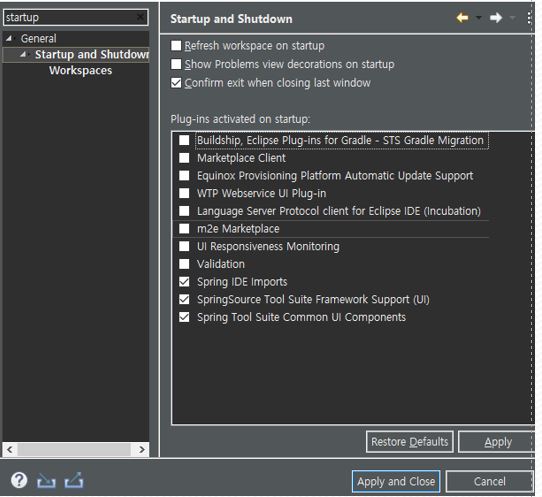 startup
General
Startup and Shutdown
Workspaces
Startup and Shutdown
Refresh workspace on startup
Show Problems view decorations on startup
Confirm exit when closing last window
Plug-ins activated on startup:
Buildship, Eclipse Plug-ins for Gradle - STS Gradle Migration
Marketplace Client
Equinox Provisioning Platform Automatic Update Support
WTP Webservice UI Plug-in
Language Server Protocol client for Eclipse IDE (Incubation)
m2e Marketplace
UI Responsiveness Monitoring
Validation
Spring IDE Imports
SpringSource Tool Suite Framework Support (UI)
Spring Tool Suite Common UI Components
Restore Defaults
Apply
Apply and Close
Cancel